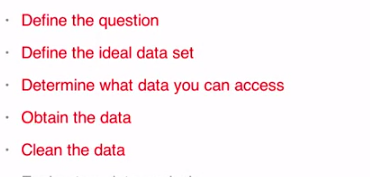 · Define the question
· Define the ideal data set
· Determine what data you can access
· Obtain the data
· Clean the data